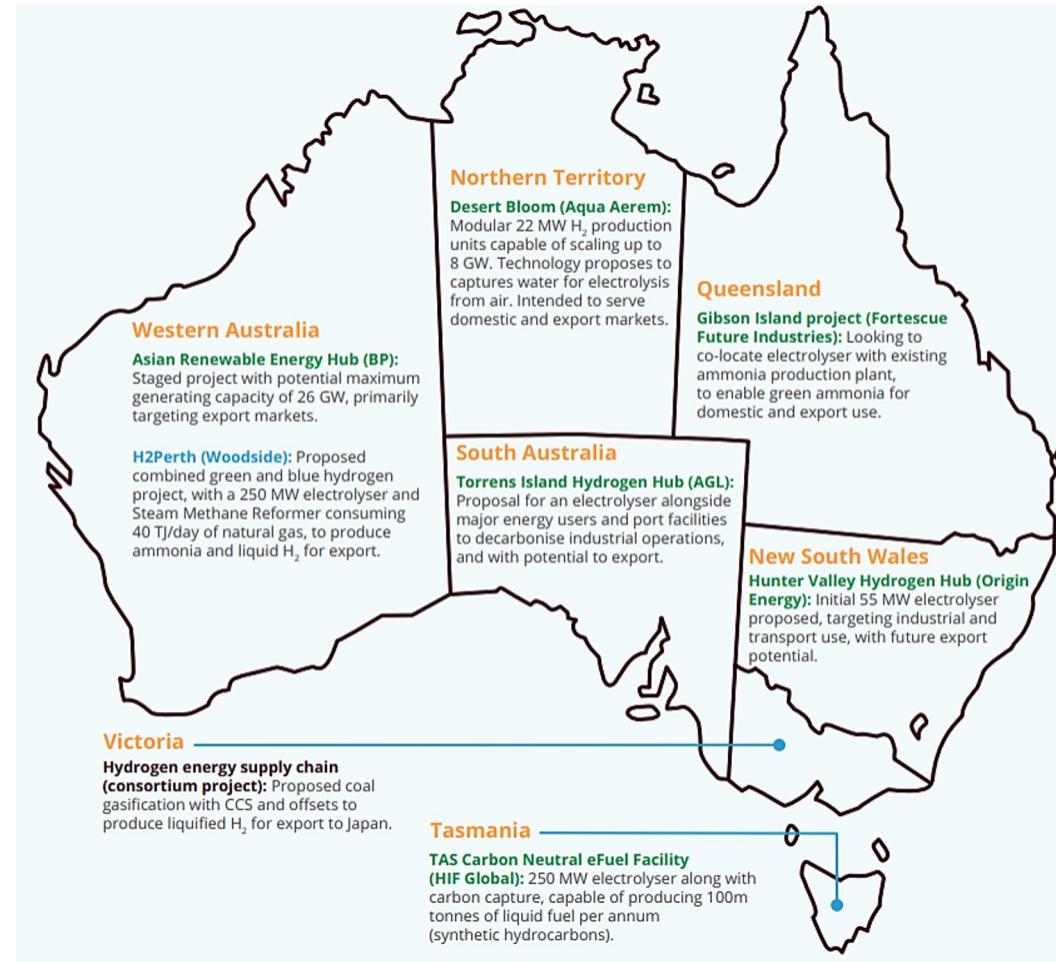 Northern Territory
Desert Bloom (Aqua Aerem):
Modular 22 MW H₂ production
units capable of scaling up to
8 GW. Technology proposes to
captures water for electrolysis
from air. Intended to serve
domestic and export markets.
Queensland
Gibson Island project (Fortescue
Future Industries): Looking to
co-locate electrolyser with existing
ammonia production plant,
to enable green ammonia for
domestic and export use.
Western Australia
Asian Renewable Energy Hub (BP):
Staged project with potential maximum
generating capacity of 26 GW, primarily
targeting export markets.
H2Perth (Woodside): Proposed
combined green and blue hydrogen
project, with a 250 MW electrolyser and
Steam Methane Reformer consuming
40 TJ/day of natural gas, to produce
ammonia and liquid H₂ for export.
South Australia
Torrens Island Hydrogen Hub (AGL):
Proposal for an electrolyser alongside
major energy users and port facilities
to decarbonise industrial operations,
and with potential to export.
New South Wales
Hunter Valley Hydrogen Hub (Origin
Energy): Initial 55 MW electrolyser
proposed, targeting industrial and
transport use, with future export
potential.
Victoria
Hydrogen energy supply chain
(consortium project): Proposed coal
gasification with CCS and offsets to
produce liquified H₂ for export to Japan.
Tasmania
TAS Carbon Neutral eFuel Facility
(HIF Global): 250 MW electrolyser along with
carbon capture, capable of producing 100m
tonnes of liquid fuel per annum
(synthetic hydrocarbons).